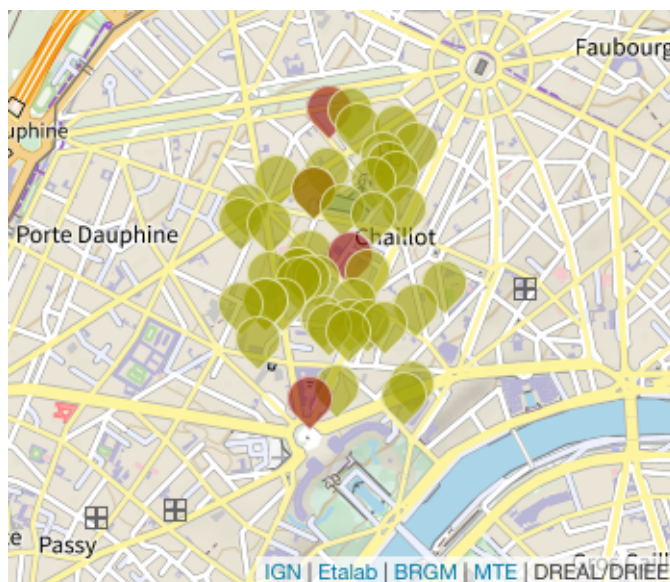 Faubourg
uphine
Porte Dauphine
Chaillot
Passy
IGN | Etalab | BRGM | MTE | DREAL/DRIEE